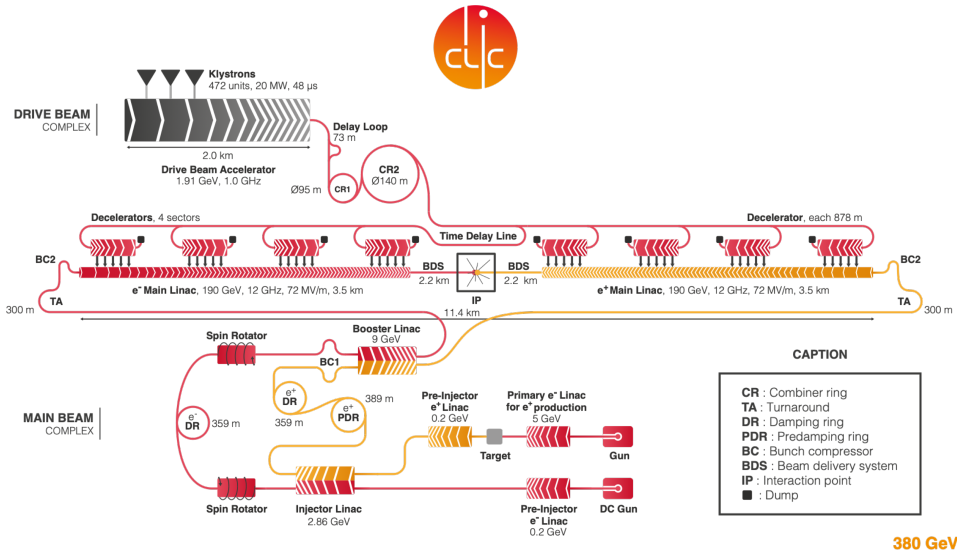 clic
Klystrons
472 units, 20 MW, 48 µs
DRIVE BEAM
COMPLEX
Delay Loop
73 m
2.0 km
Drive Beam Accelerator
1.91 GeV, 1.0 GHz
CR2
Ø140 m
Ø95 m
CR1
Decelerators, 4 sectors
Decelerator, each 878 m
Time Delay Line
BC2
BDS
2.2 km
BDS
2.2 km
BC2
e⁻ Main Linac, 190 GeV, 12 GHz, 72 MV/m, 3.5 km
IP
e⁺ Main Linac, 190 GeV, 12 GHz, 72 MV/m, 3.5 km
TA
300 m
11.4 km
TA
300 m
Spin Rotator
Booster Linac
9 GeV
BC1
e⁺
DR
359 m
e⁺
PDR
389 m
e⁻
DR
359 m
MAIN BEAM
COMPLEX
Pre-Injector
e⁺ Linac
0.2 GeV
Primary e⁻ Linac
for e⁺ production
5 GeV
Target
Gun
Spin Rotator
Injector Linac
2.86 GeV
Pre-Injector
e⁻ Linac
0.2 GeV
DC Gun
CAPTION
CR : Combiner ring
TA : Turnaround
DR : Damping ring
PDR : Predamping ring
BC : Bunch compressor
BDS : Beam delivery system
IP : Interaction point
: Dump
380 GeV